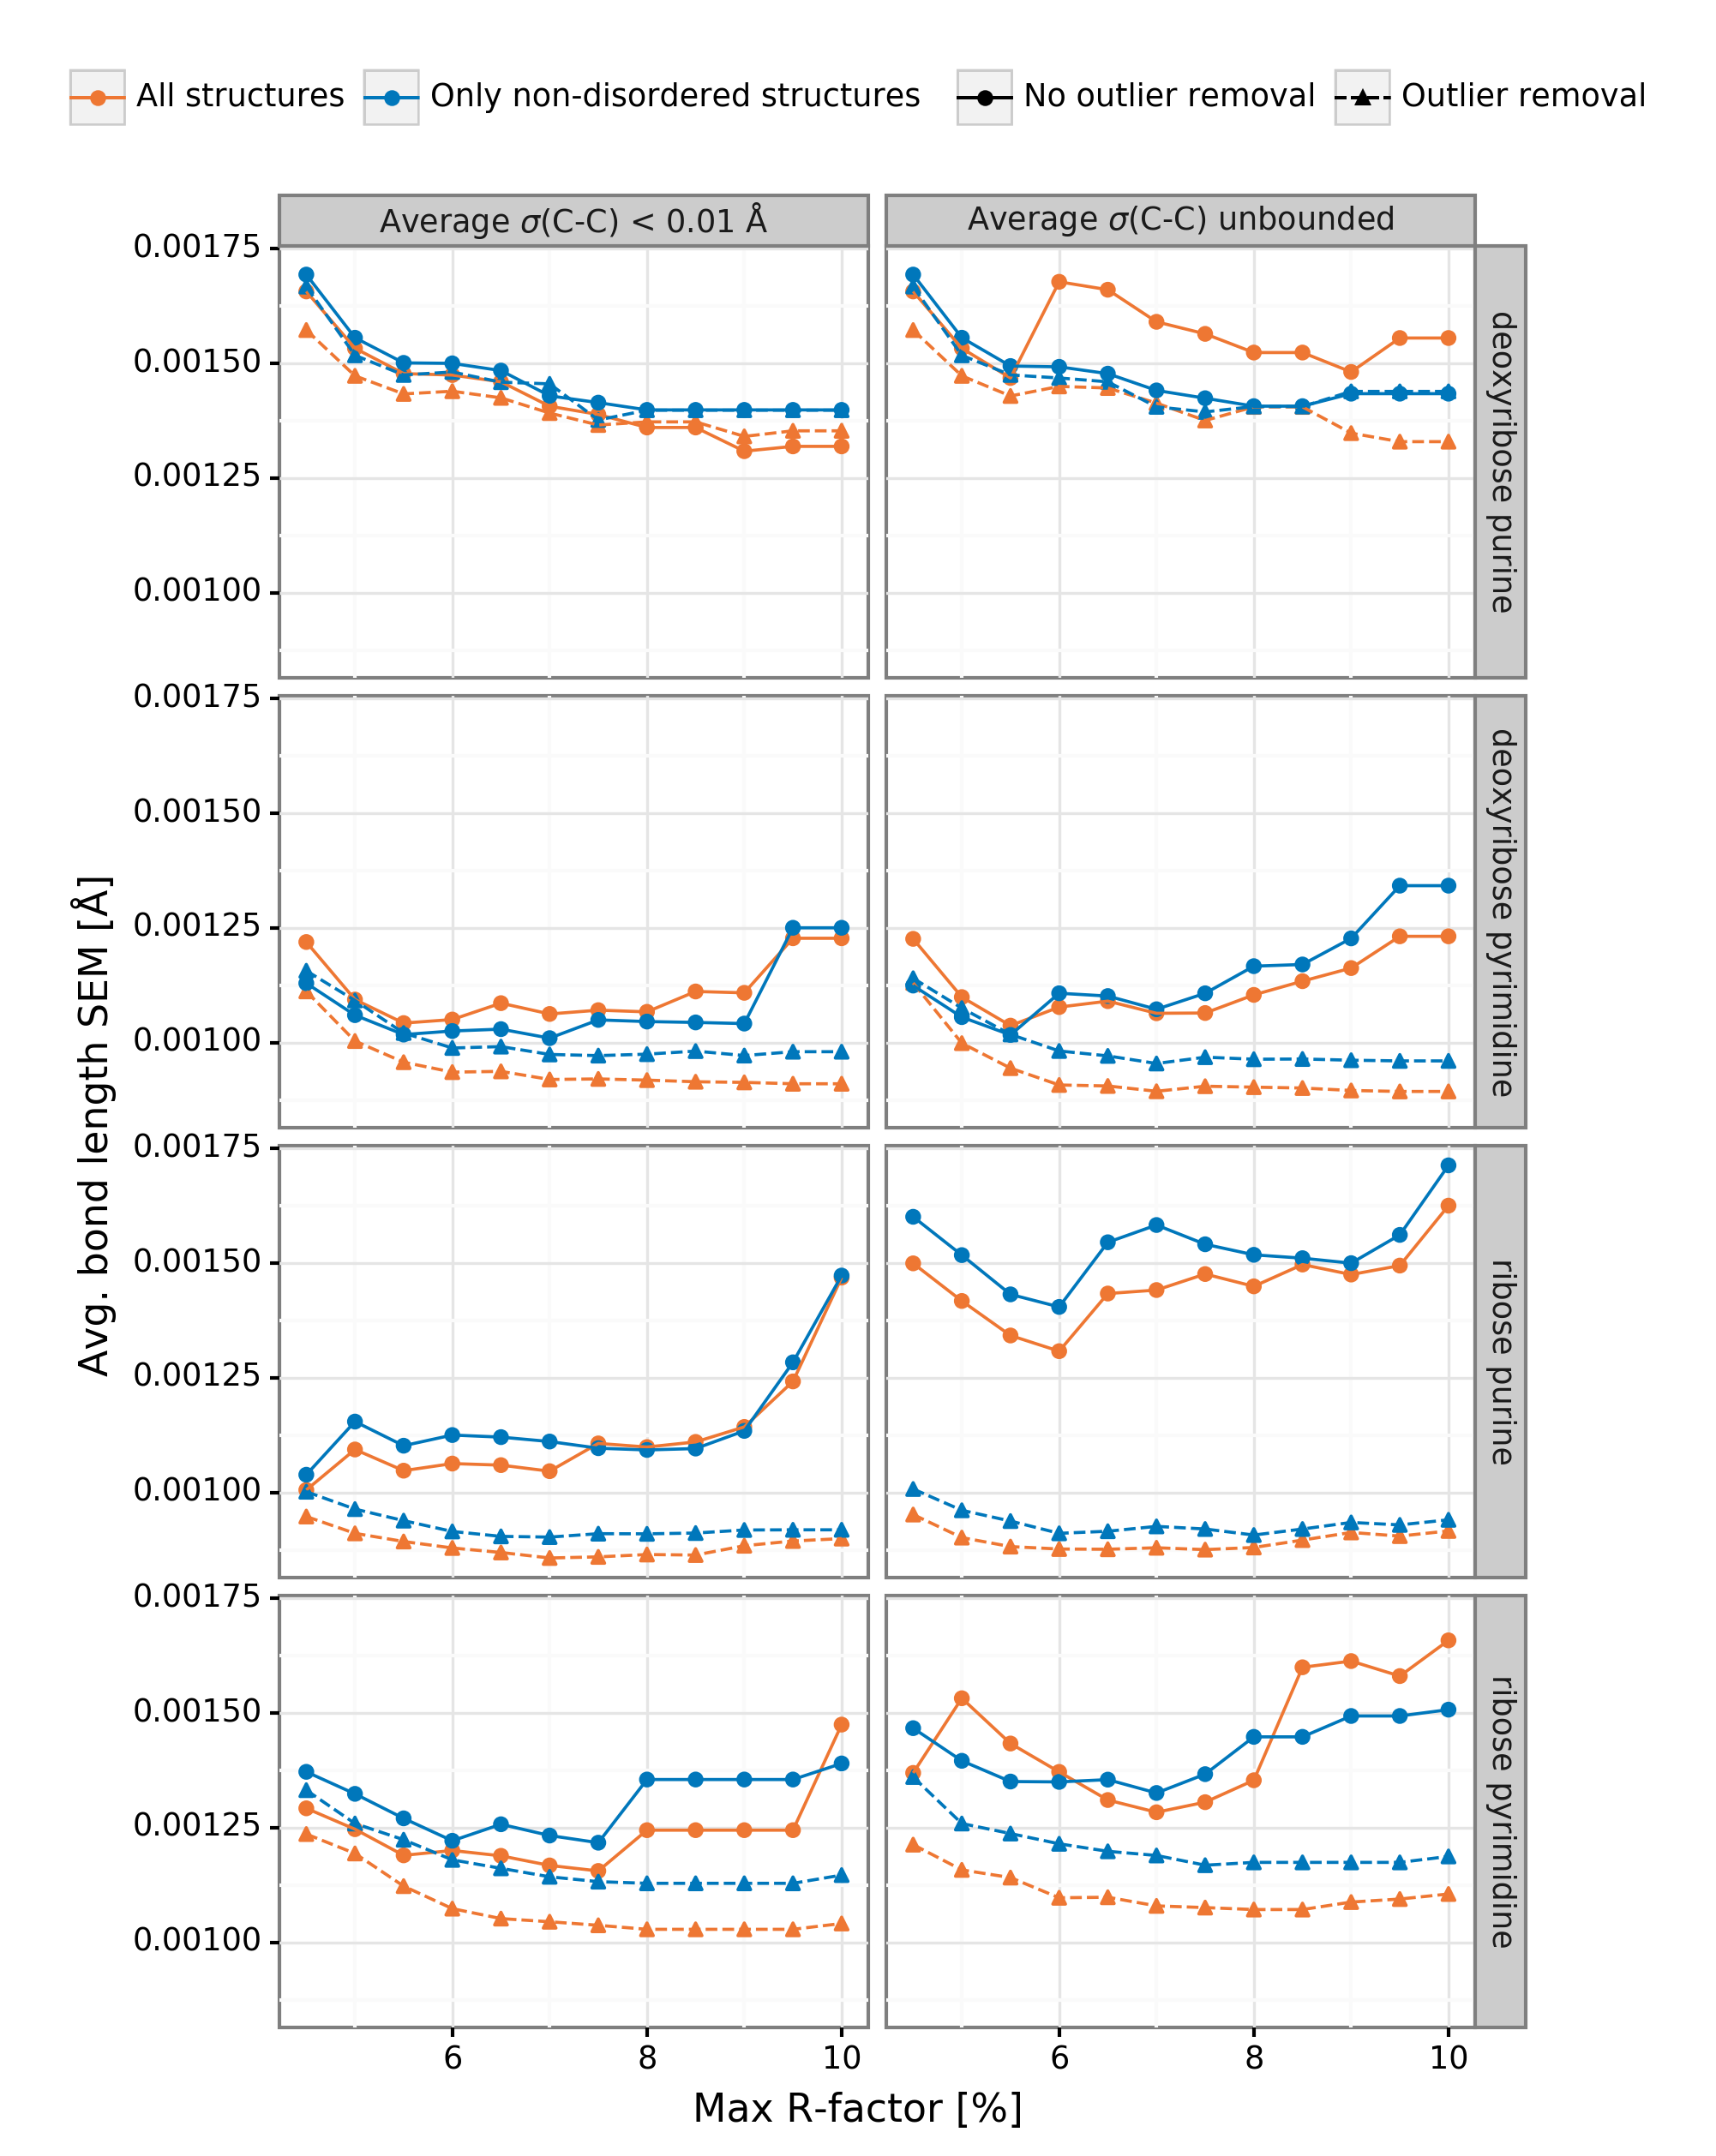 All structures Only non-disordered structures No outlier removal Outlier removal
Average σ(C-C) < 0.01 Å Average σ(C-C) unbounded
0.00175
0.00150
0.00125
0.00100
deoxyribose purine
0.00175
0.00150
0.00125
0.00100
deoxyribose pyrimidine
0.00175
0.00150
0.00125
0.00100
ribose purine
0.00175
0.00150
0.00125
0.00100
ribose pyrimidine
Avg. bond length SEM [Å]
6 8 10 6 8 10
Max R-factor [%]